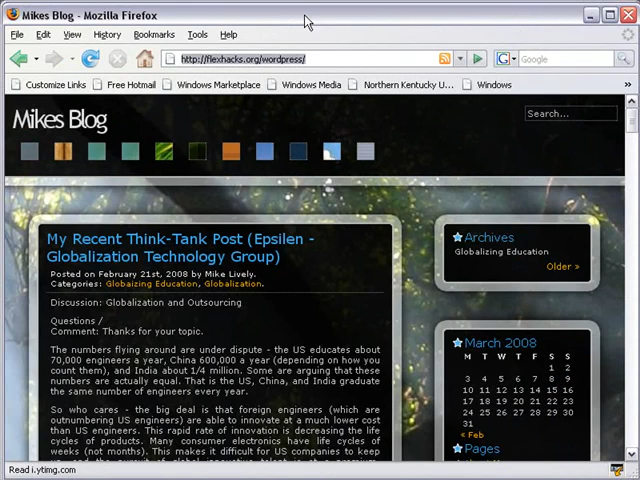 Mikes Blog - Mozilla Firefox
File Edit View History Bookmarks Tools Help
http://flexhacks.org/wordpress/
Google
Customize Links Free Hotmail Windows Marketplace Windows Media Northern Kentucky U... Windows »
Mikes Blog
Search...
My Recent Think-Tank Post (Epsilen -
Globalization Technology Group)
Posted on February 21st, 2008 by Mike Lively.
Categories: Globaizing Education, Globalization.
Discussion: Globalization and Outsourcing
Questions /
Comment: Thanks for your topic.
The numbers flying around are under dispute - the US educates about
70,000 engineers a year, China 600,000 a year (depending on how you
count them), and India about 1/4 million. Some are arguing that these
numbers are actually equal. That is the US, China, and India graduate
the same number of engineers every year.
So who cares - the big deal is that foreign engineers (which are
outnumbering US engineers) are able to innovate at a much lower cost
than US engineers. This rapid rate of innovation is decreasing the life
cycles of products. Many consumer electronics have life cycles of
weeks (not months). This makes it difficult for US companies to keep
Archives
Globalizing Education
Older »
March 2008
M T W T F S S
1 2
3 4 5 6 7 8 9
10 11 12 13 14 15 16
17 18 19 20 21 22 23
24 25 26 27 28 29 30
31
« Feb
Pages
Read i.ytimg.com